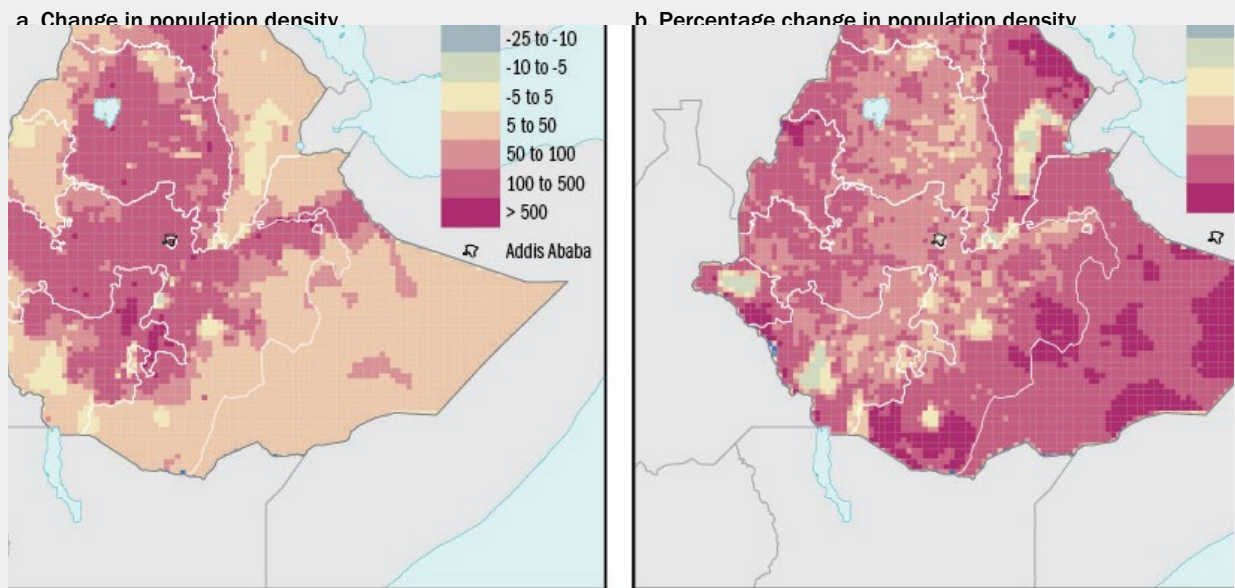 a. Change in population density
b. Percentage change in population density
-25 to -10
-10 to -5
-5 to 5
5 to 50
50 to 100
100 to 500
> 500
Addis Ababa